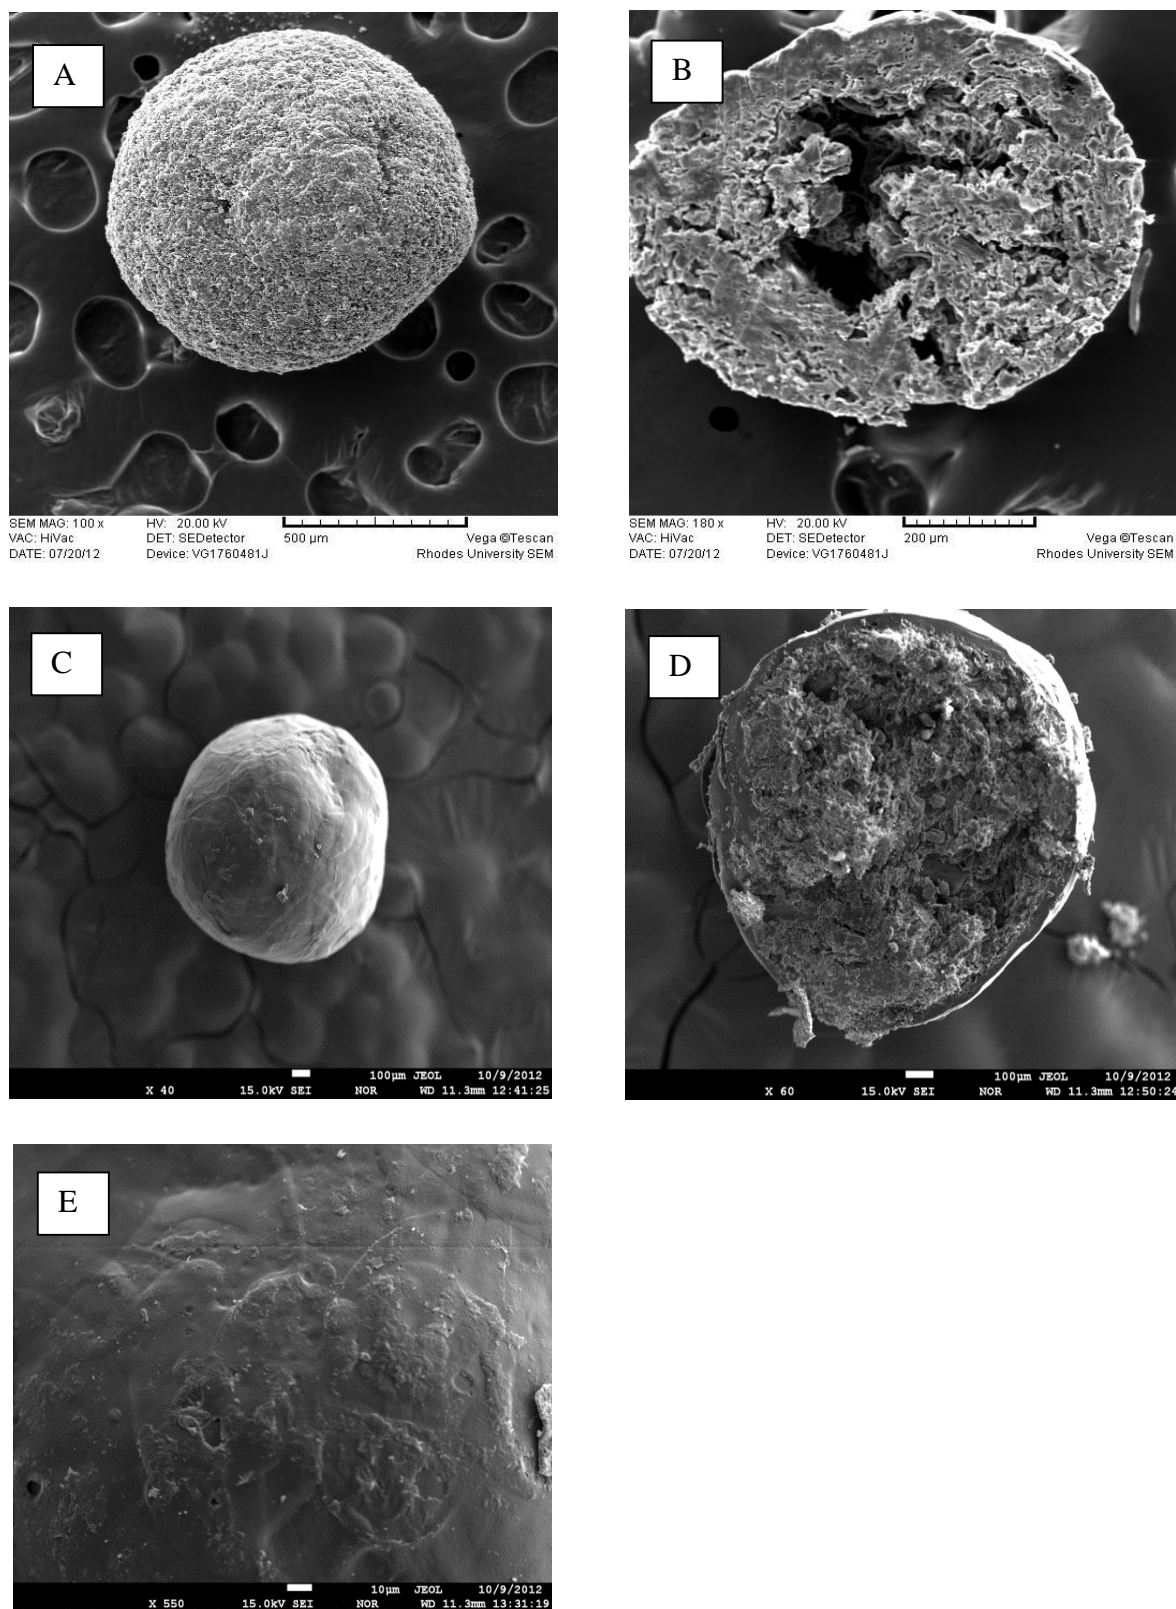 A
SEM MAG: 100 x HV: 20.00 kV
VAC: HiVac DET: SEDetector 500 µm Vega ©Tescan
DATE: 07/20/12 Device: VG1760481J Rhodes University SEM
B
SEM MAG: 180 x HV: 20.00 kV
VAC: HiVac DET: SEDetector 200 µm Vega ©Tescan
DATE: 07/20/12 Device: VG1760481J Rhodes University SEM
C
100µm JEOL 10/9/2012
X 40 15.0kV SEI NOR WD 11.3mm 12:41:25
D
100µm JEOL 10/9/2012
X 60 15.0kV SEI NOR WD 11.3mm 12:50:24
E
10µm JEOL 10/9/2012
X 550 15.0kV SEI NOR WD 11.3mm 13:31:19